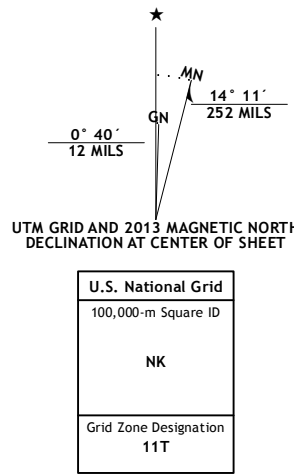 ★
MN
GN
14° 11´
252 MILS
0° 40´
12 MILS
UTM GRID AND 2013 MAGNETIC NORTH
DECLINATION AT CENTER OF SHEET
U.S. National Grid
100,000-m Square ID
NK
Grid Zone Designation
11T